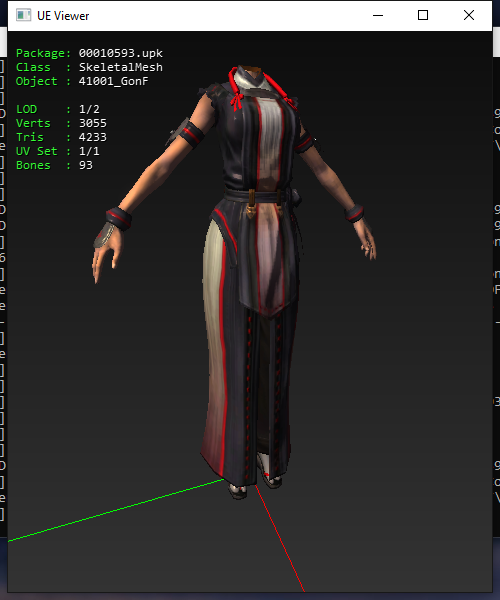 UE Viewer
Package: 00010593.upk
Class : SkeletalMesh
Object : 41001_GonF
LOD : 1/2
Verts : 3055
Tris : 4233
UV Set : 1/1
Bones : 93